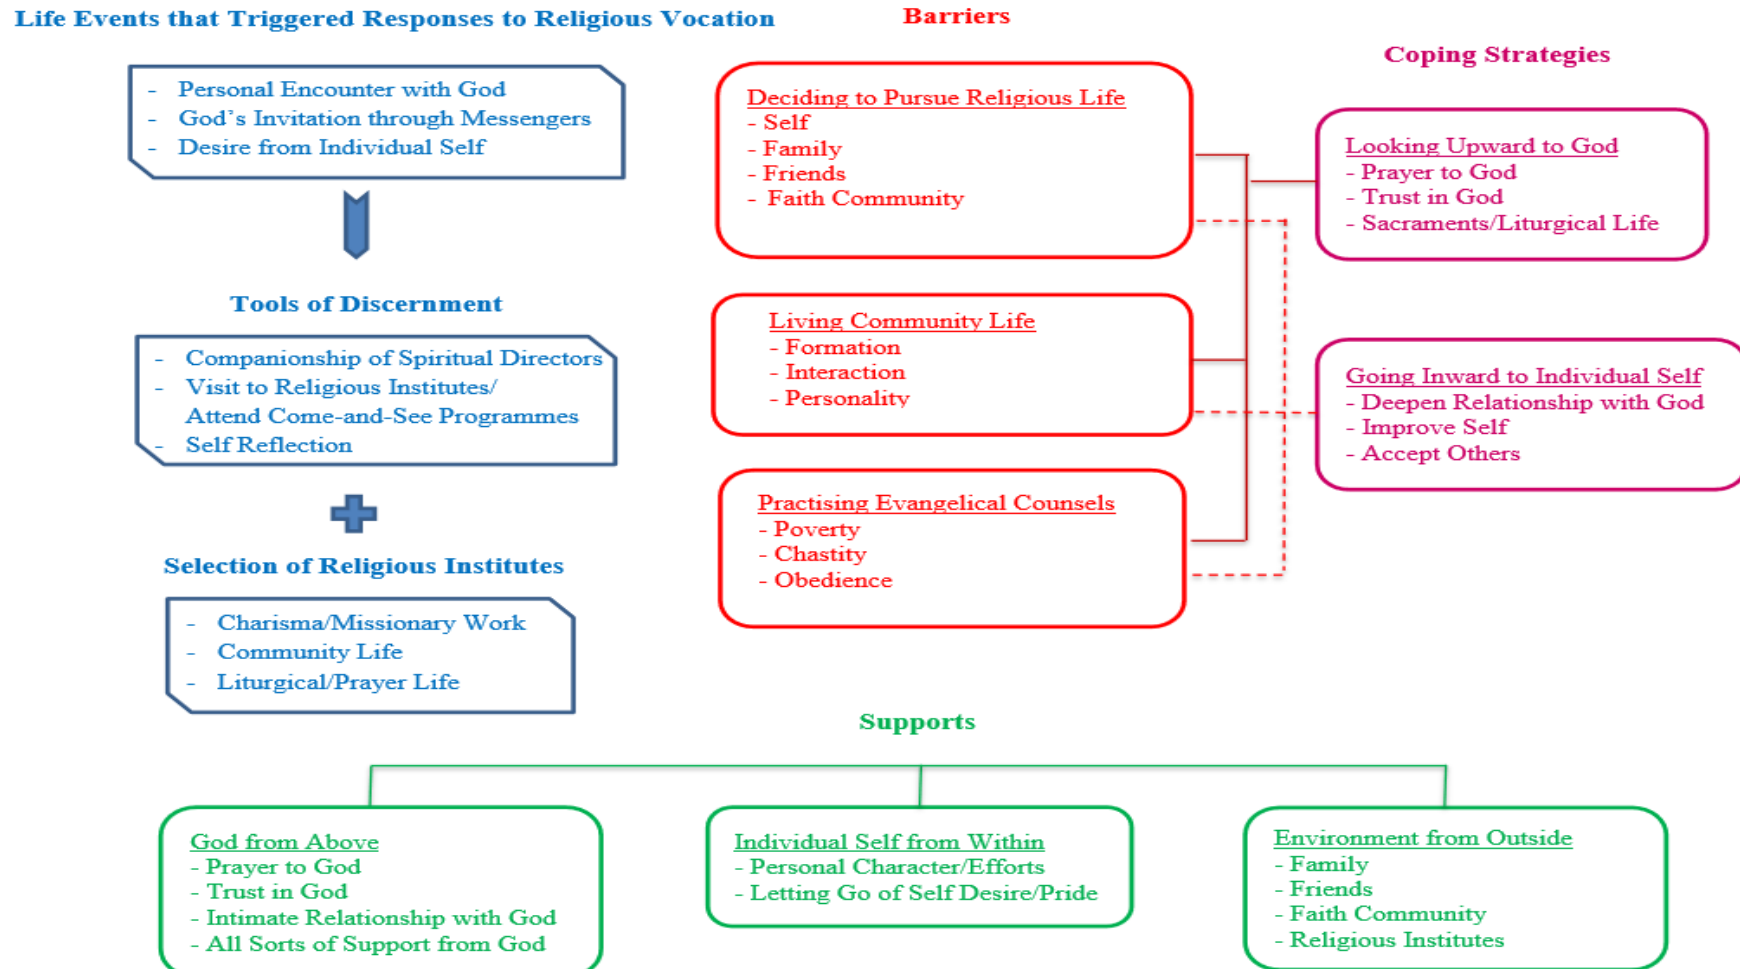 Life Events that Triggered Responses to Religious Vocation
- Personal Encounter with God
- God's Invitation through Messengers
- Desire from Individual Self
Tools of Discernment
- Companionship of Spiritual Directors
- Visit to Religious Institutes/
Attend Come-and-See Programmes
- Self Reflection
Selection of Religious Institutes
- Charisma/Missionary Work
- Community Life
- Liturgical/Prayer Life
Barriers
Deciding to Pursue Religious Life
- Self
- Family
- Friends
- Faith Community
Living Community Life
- Formation
- Interaction
- Personality
Practising Evangelical Counsels
- Poverty
- Chastity
- Obedience
Coping Strategies
Looking Upward to God
- Prayer to God
- Trust in God
- Sacraments/Liturgical Life
Going Inward to Individual Self
- Deepen Relationship with God
- Improve Self
- Accept Others
Supports
God from Above
- Prayer to God
- Trust in God
- Intimate Relationship with God
- All Sorts of Support from God
Individual Self from Within
- Personal Character/Efforts
- Letting Go of Self Desire/Pride
Environment from Outside
- Family
- Friends
- Faith Community
- Religious Institutes